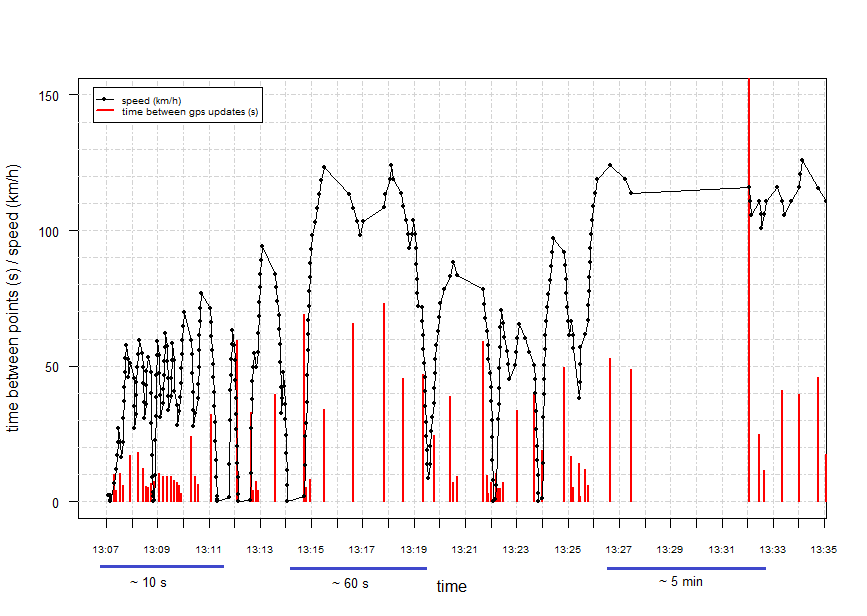 150
speed (km/h)
time between gps updates (s)
100
50
0
time between points (s) / speed (km/h)
13:07 13:09 13:11 13:13 13:15 13:17 13:19 13:21 13:23 13:25 13:27 13:29 13:31 13:33 13:35
~ 10 s ~ 60 s ~ 5 min
time